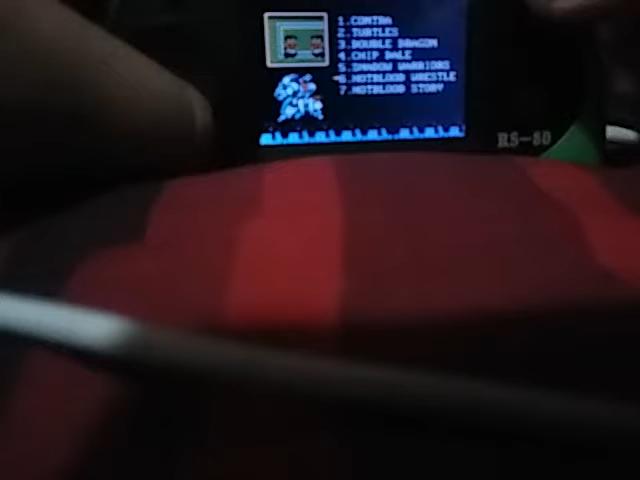 1.CONTRA
2.TURTLES
3.DOUBLE DRAGON
4.CHIP DALE
5.SHADOW WARRIORS
6.HOTBLOOD WRESTLE
7.HOTBLOOD STORY
RS-80